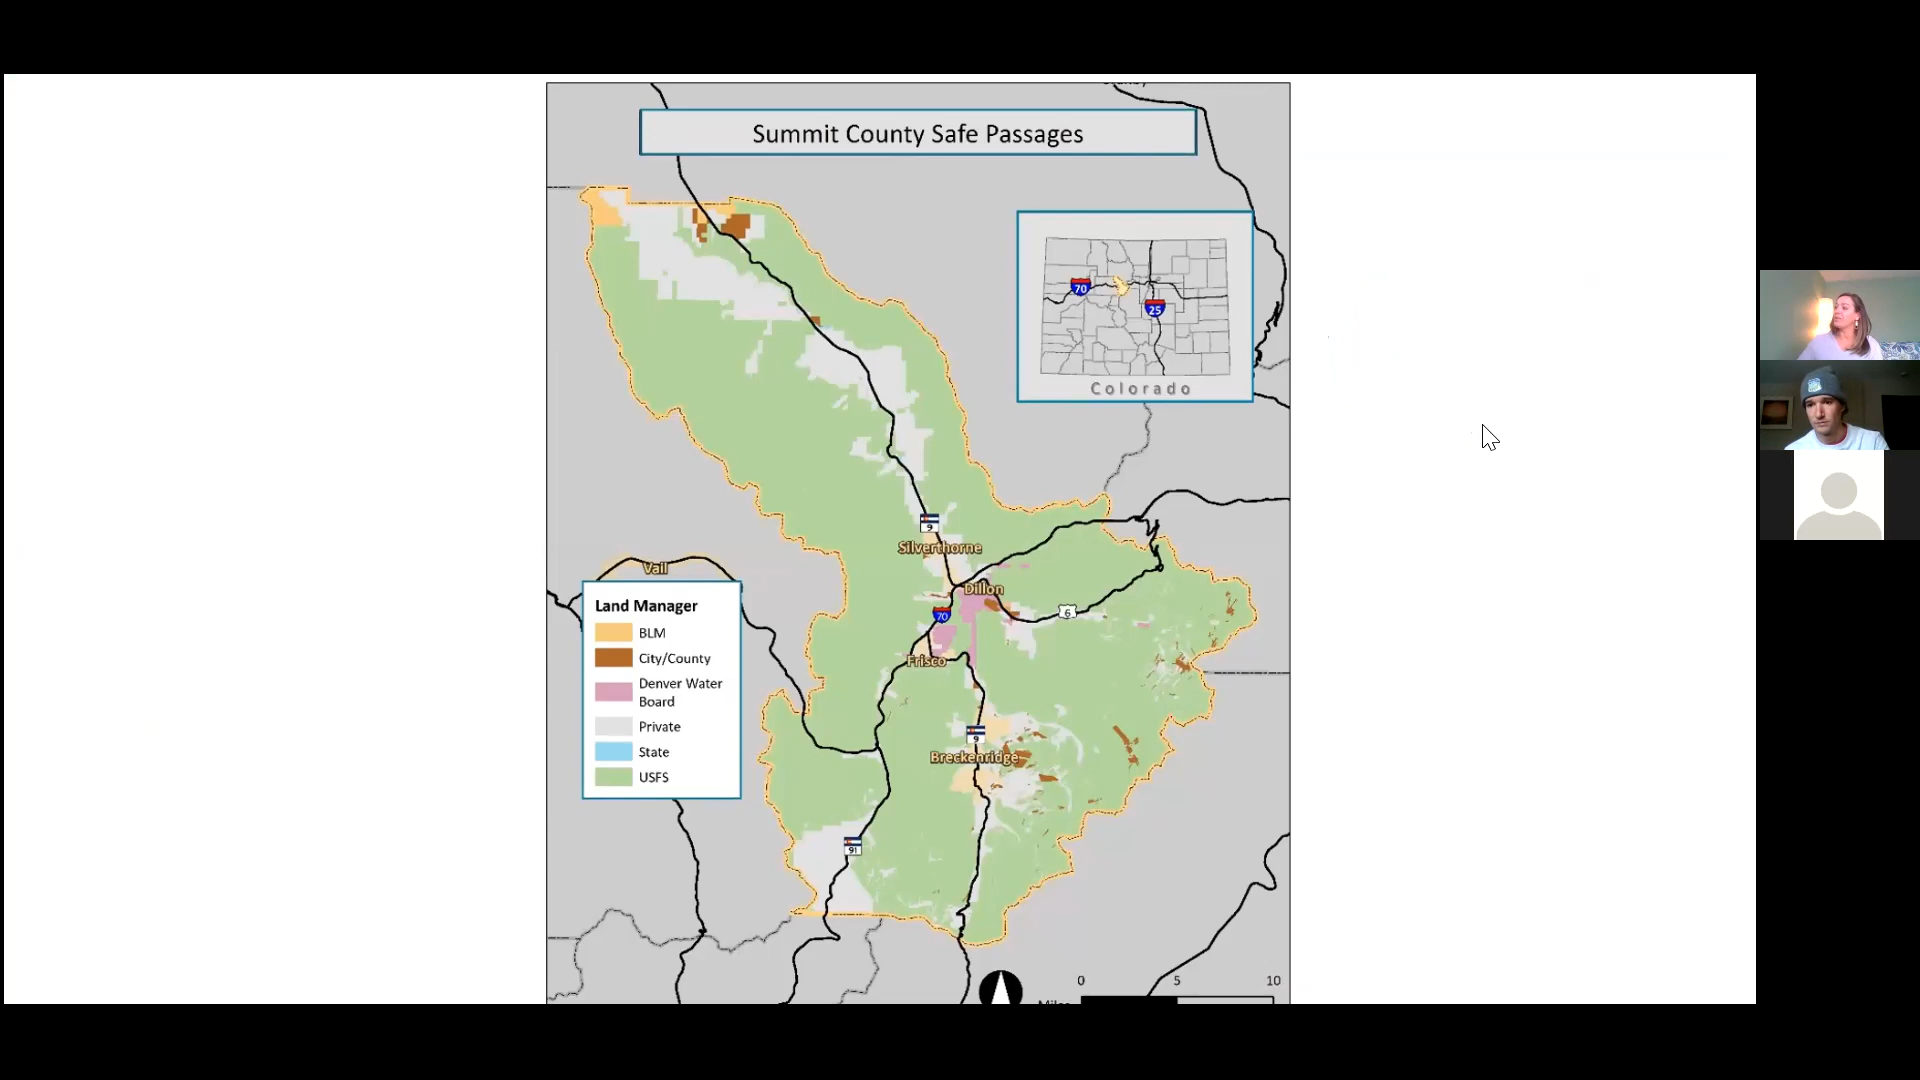 Summit County Safe Passages
70
25
Colorado
9
Silverthorne
Vail
Dillon
Land Manager
BLM
City/County
Denver Water
Board
Private
State
USFS
70
6
Frisco
9
Breckenridge
91
0 5 10